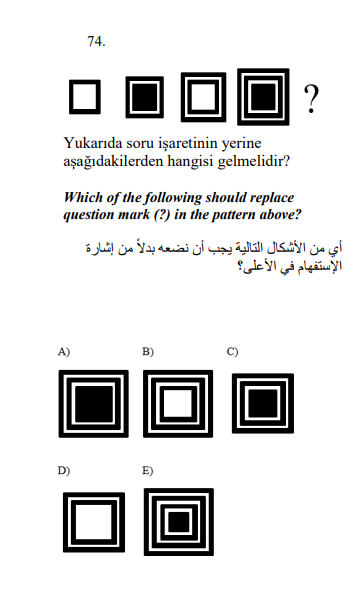 74.
?
Yukarıda soru işaretinin yerine
aşağıdakilerden hangisi gelmelidir?
Which of the following should replace
question mark (?) in the pattern above?
أي من الأشكال التالية يجب أن نضعه بدلاً من إشارة
الإستفهام في الأعلى؟
A) B) C)
D) E)